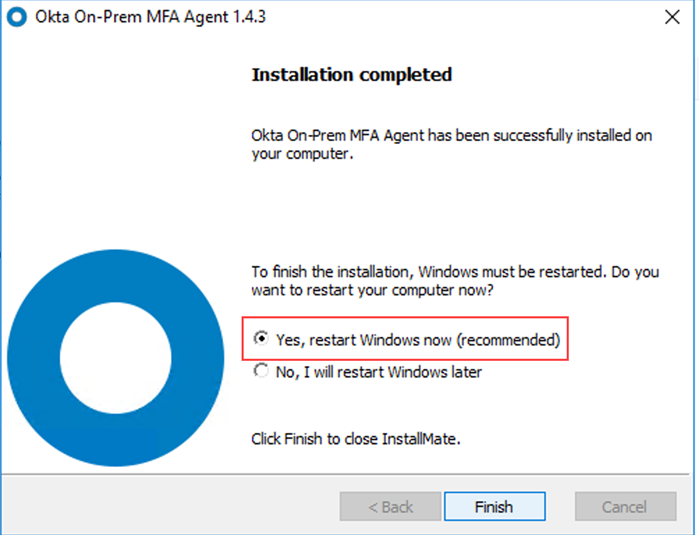 Okta On-Prem MFA Agent 1.4.3
Installation completed
Okta On-Prem MFA Agent has been successfully installed on
your computer.
To finish the installation, Windows must be restarted. Do you
want to restart your computer now?
Yes, restart Windows now (recommended)
No, I will restart Windows later
Click Finish to close InstallMate.
< Back
Finish
Cancel